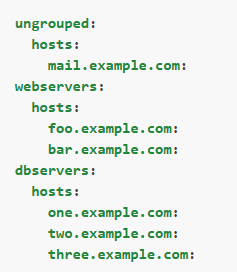 ungrouped:
  hosts:
    mail.example.com:
webservers:
  hosts:
    foo.example.com:
    bar.example.com:
dbservers:
  hosts:
    one.example.com:
    two.example.com:
    three.example.com: